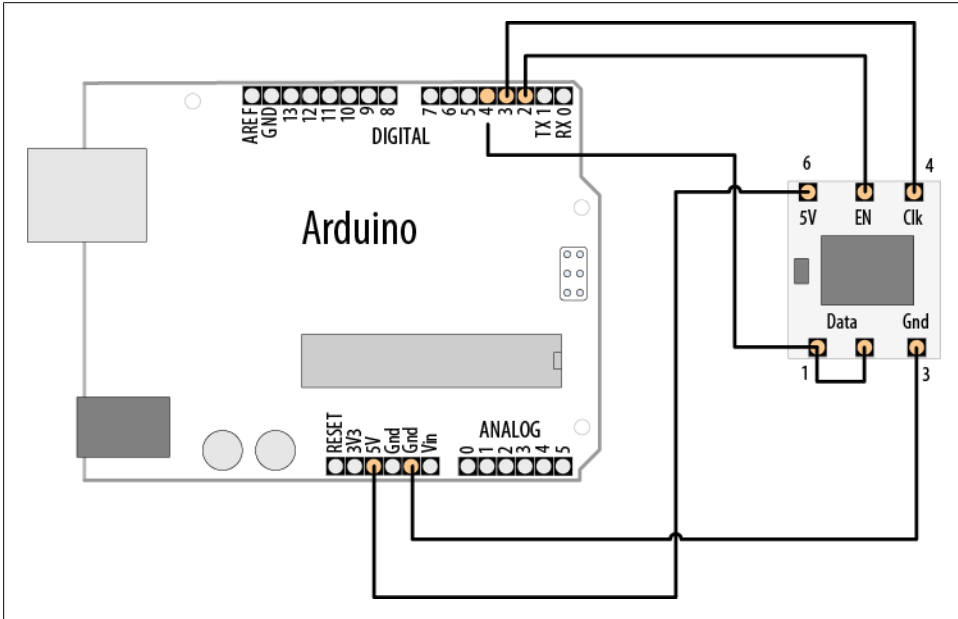 AREF
GND
13
12
11
10
9
8
7
6
5
4
3
2
TX 1
RX 0
DIGITAL
6
4
5V
EN
Clk
Arduino
Data
Gnd
1
3
RESET
3V3
5V
Gnd
Gnd
Vin
ANALOG
0
1
2
3
4
5